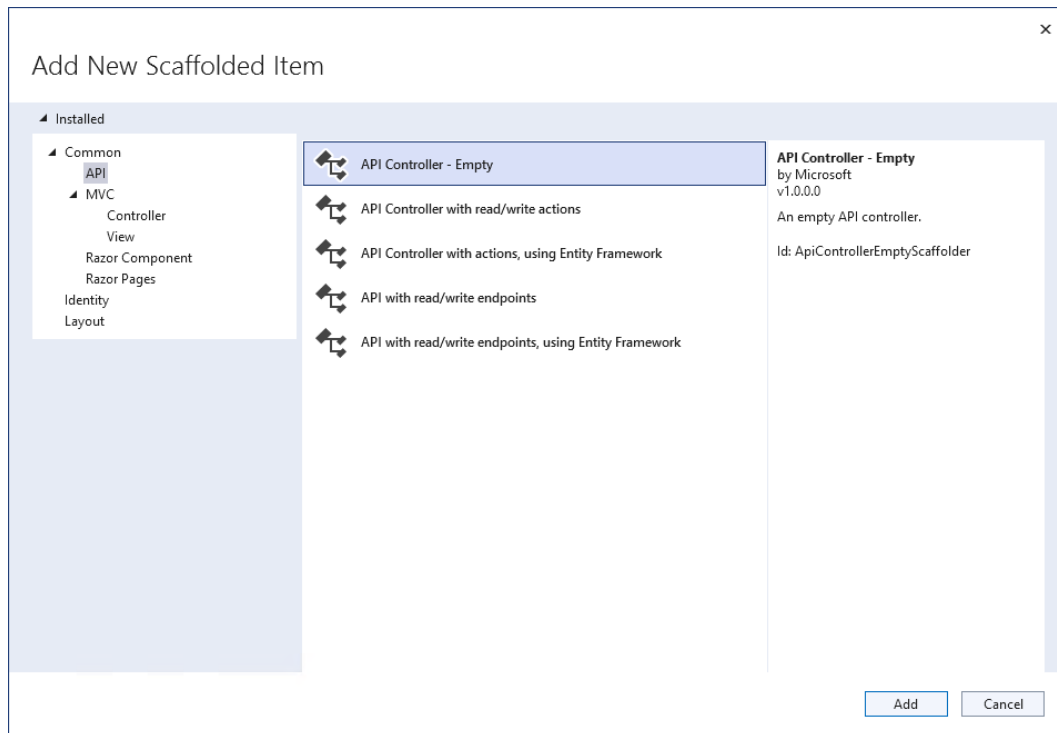 Add New Scaffolded Item
Installed
Common
API
MVC
Controller
View
Razor Component
Razor Pages
Identity
Layout
API Controller - Empty
API Controller with read/write actions
API Controller with actions, using Entity Framework
API with read/write endpoints
API with read/write endpoints, using Entity Framework
API Controller - Empty
by Microsoft
v1.0.0.0
An empty API controller.
Id: ApiControllerEmptyScaffolder
Add
Cancel